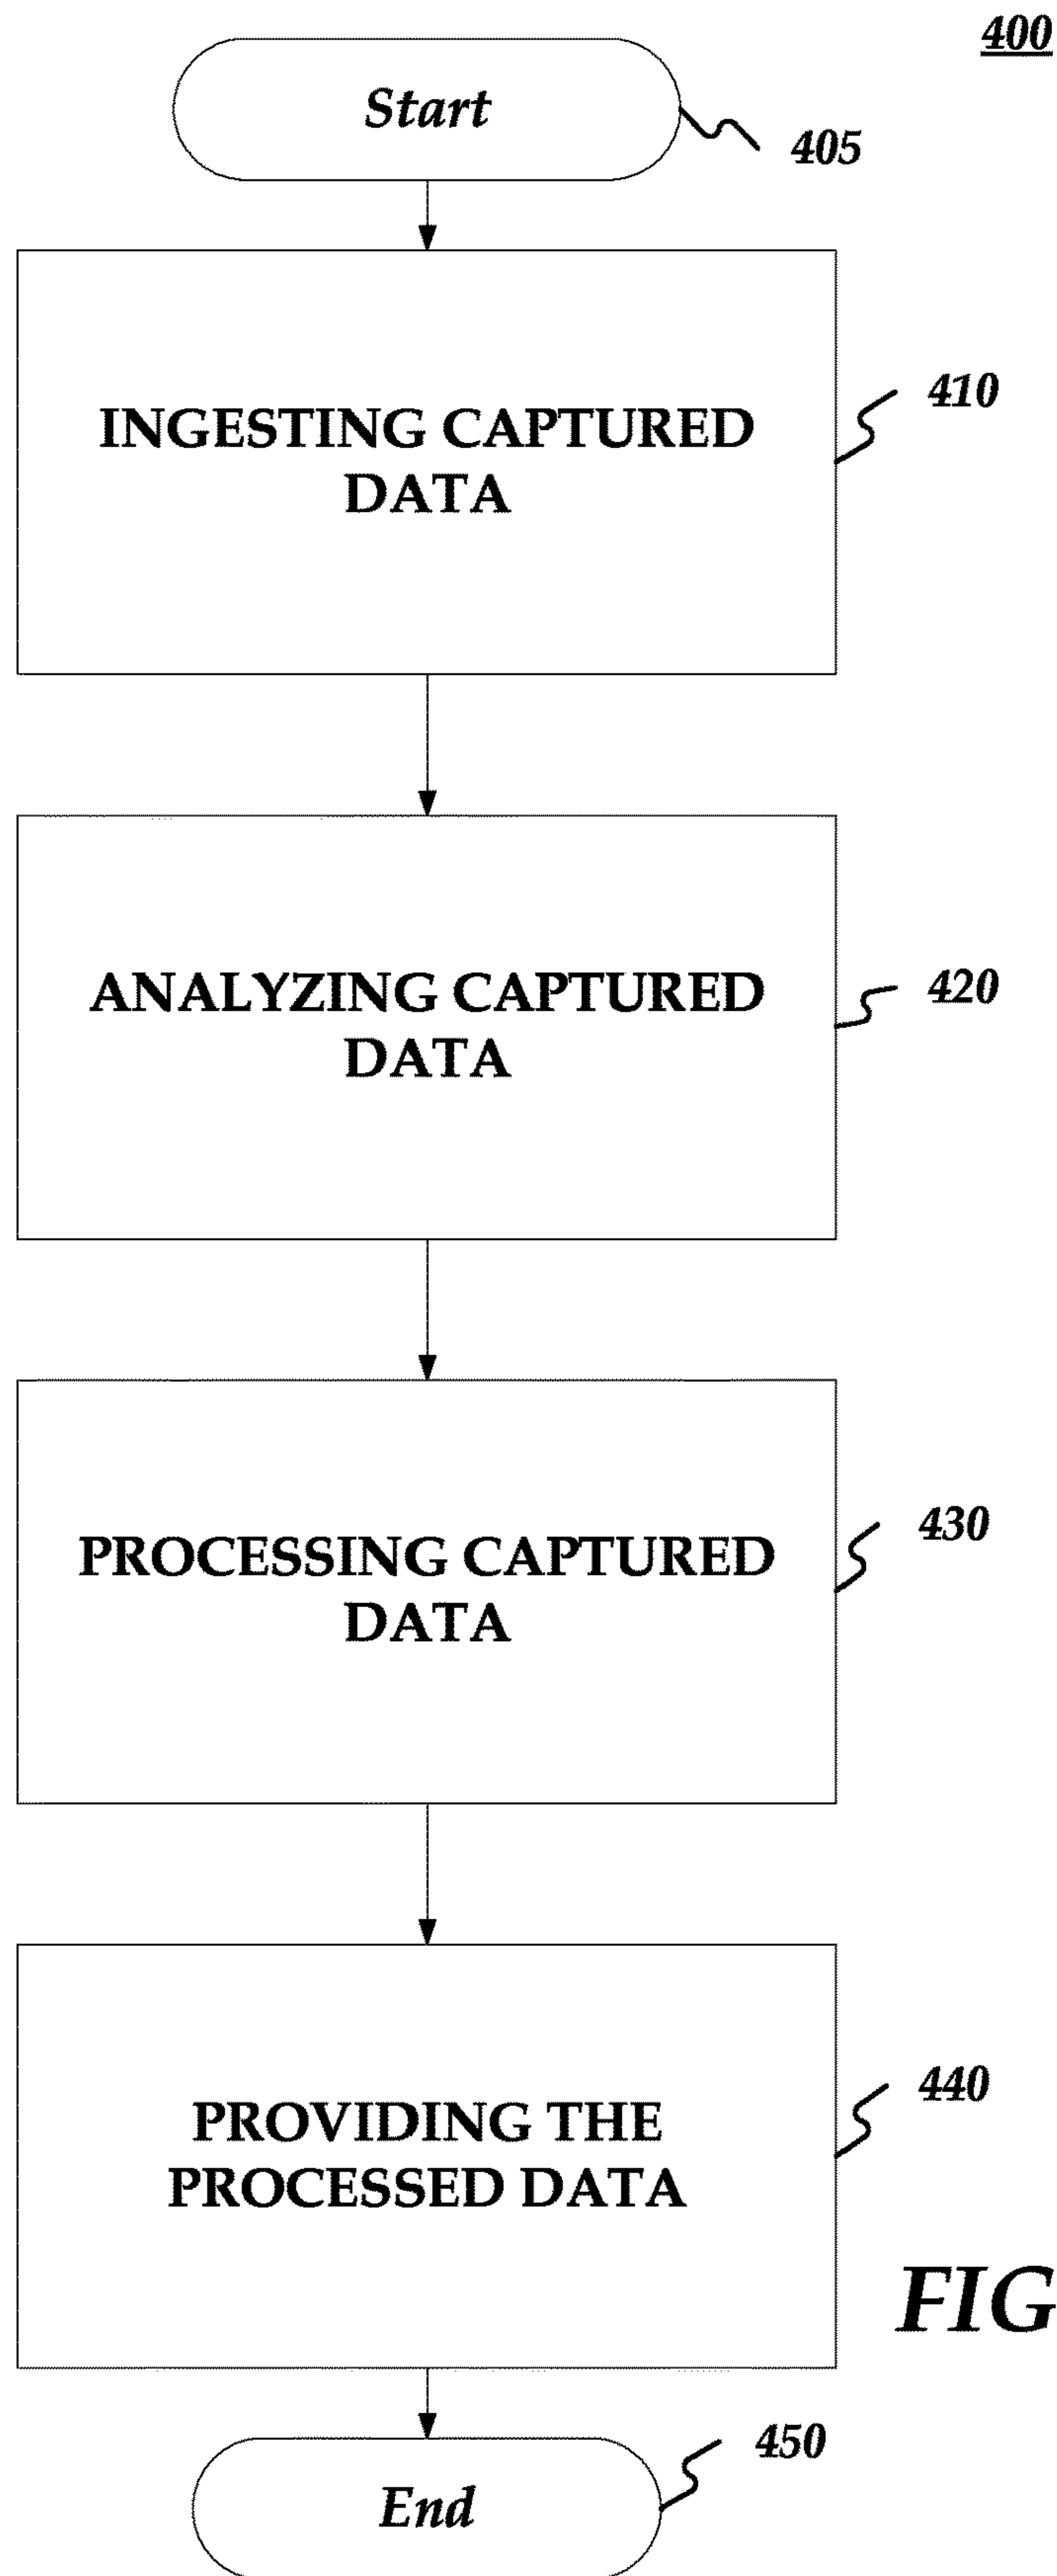 400
Start
405
INGESTING CAPTURED
DATA
410
ANALYZING CAPTURED
DATA
420
PROCESSING CAPTURED
DATA
430
PROVIDING THE
PROCESSED DATA
440
FIG
End
450